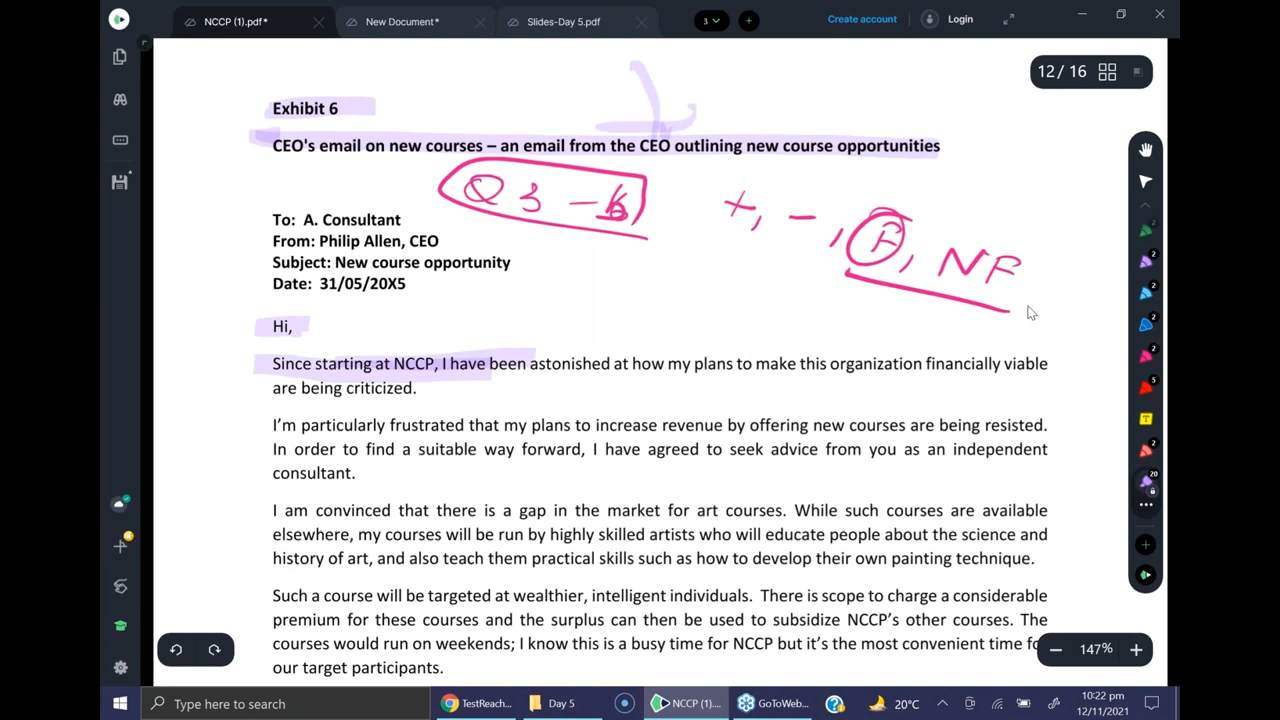 NCCP (1).pdf*
New Document*
Slides-Day 5.pdf
3
Create account
Login
12/ 16
Exhibit 6
CEO's email on new courses – an email from the CEO outlining new course opportunities
Q 3 – b
+, –, F, NF
To: A. Consultant
From: Philip Allen, CEO
Subject: New course opportunity
Date: 31/05/20X5
Hi,
Since starting at NCCP, I have been astonished at how my plans to make this organization financially viable
are being criticized.
I'm particularly frustrated that my plans to increase revenue by offering new courses are being resisted.
In order to find a suitable way forward, I have agreed to seek advice from you as an independent
consultant.
I am convinced that there is a gap in the market for art courses. While such courses are available
elsewhere, my courses will be run by highly skilled artists who will educate people about the science and
history of art, and also teach them practical skills such as how to develop their own painting technique.
Such a course will be targeted at wealthier, intelligent individuals. There is scope to charge a considerable
premium for these courses and the surplus can then be used to subsidize NCCP's other courses. The
courses would run on weekends; I know this is a busy time for NCCP but it's the most convenient time
our target participants.
2
2
2
2
2
5
T
2
20
147%
Type here to search
TestReach...
Day 5
NCCP (1)....
GoToWeb...
20°C
10:22 pm
12/11/2021